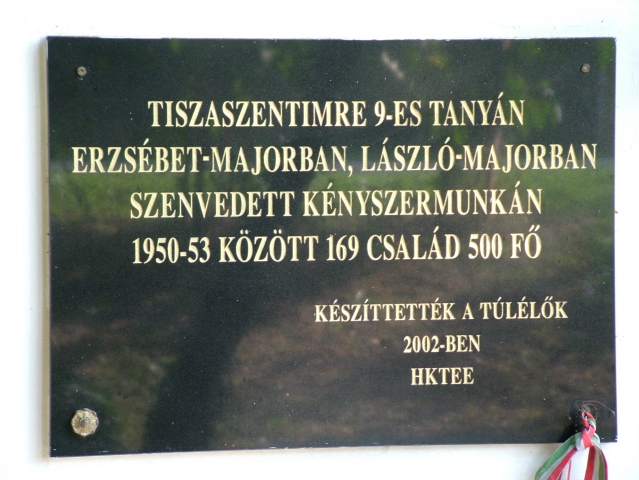 TISZASZENTIMRE 9-ES TANYÁN
ERZSÉBET-MAJORBAN, LÁSZLÓ-MAJORBAN
SZENVEDETT KÉNYSZERMUNKÁN
1950-53 KÖZÖTT 169 CSALÁD 500 FŐ
KÉSZÍTTETTÉK A TÚLÉLŐK
2002-BEN
HKTEE